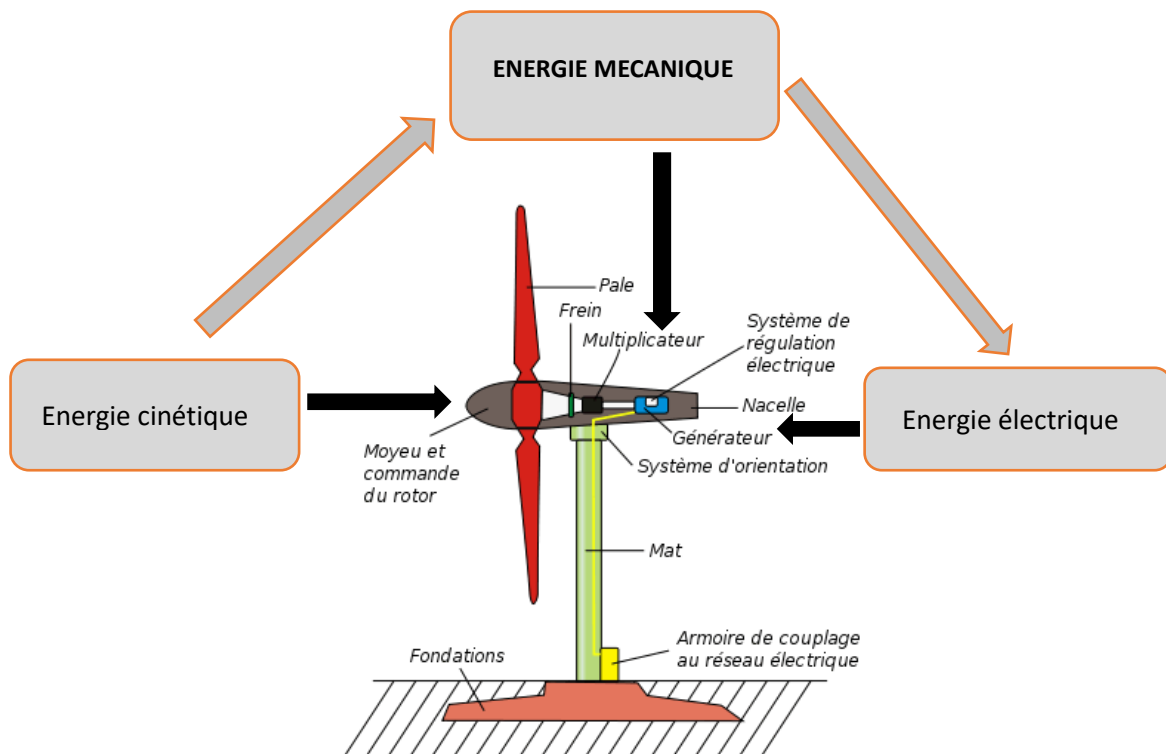 ENERGIE MECANIQUE
Pale
Frein
Multiplicateur
Système de
régulation
électrique
Energie cinétique
Energie électrique
Nacelle
Générateur
Moyeu et
commande
du rotor
Système d'orientation
Mat
Armoire de couplage
au réseau électrique
Fondations